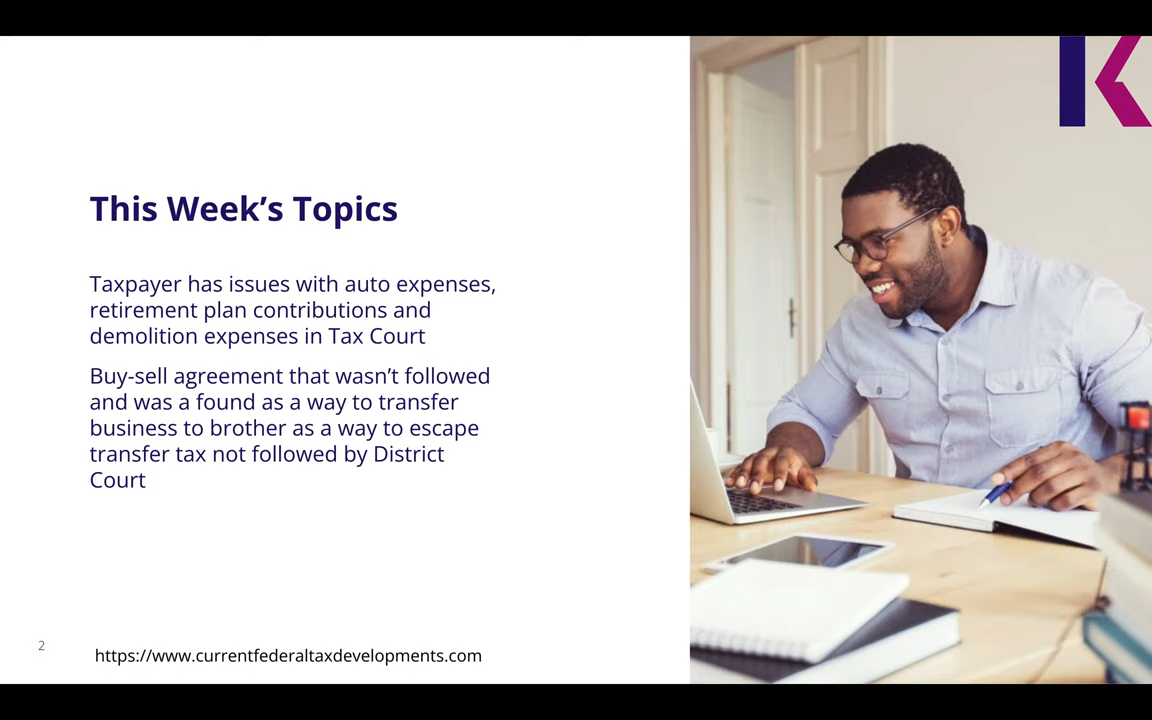 This Week’s Topics
Taxpayer has issues with auto expenses,
retirement plan contributions and
demolition expenses in Tax Court
Buy-sell agreement that wasn’t followed
and was a found as a way to transfer
business to brother as a way to escape
transfer tax not followed by District
Court
2
https://www.currentfederaltaxdevelopments.com
K